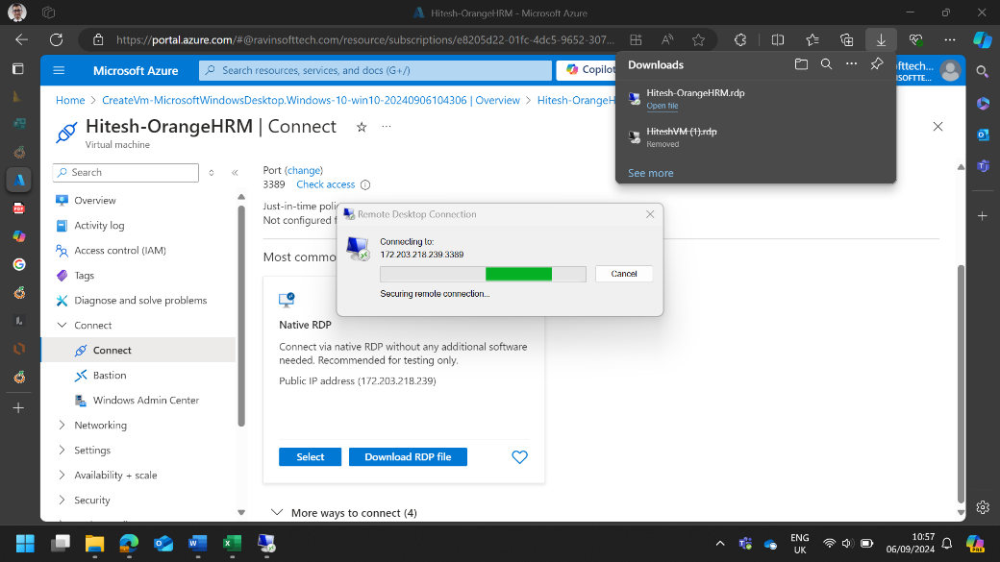 Hitesh-OrangeHRM - Microsoft Azure
https://portal.azure.com/#@ravinsofttech.com/resource/subscriptions/e8205d22-01fc-4dc5-9652-307...
Microsoft Azure
Search resources, services, and docs (G+/)
Copilot
Downloads
Hitesh-OrangeHRM.rdp
Open file
HiteshVM (1).rdp
Removed
See more
Home > CreateVm-MicrosoftWindowsDesktop.Windows-10-win10-20240906104306 | Overview > Hitesh-OrangeH
Hitesh-OrangeHRM | Connect
Virtual machine
Search
Overview
Activity log
Access control (IAM)
Tags
Diagnose and solve problems
Connect
Connect
Bastion
Windows Admin Center
Networking
Settings
Availability + scale
Security
Port (change)
3389 Check access
Just-in-time poli
Not configured f
Most commo
Remote Desktop Connection
Connecting to:
172.203.218.239:3389
Cancel
Securing remote connection...
Native RDP
Connect via native RDP without any additional software
needed. Recommended for testing only.
Public IP address (172.203.218.239)
Select
Download RDP file
More ways to connect (4)
ENG
UK
10:57
06/09/2024